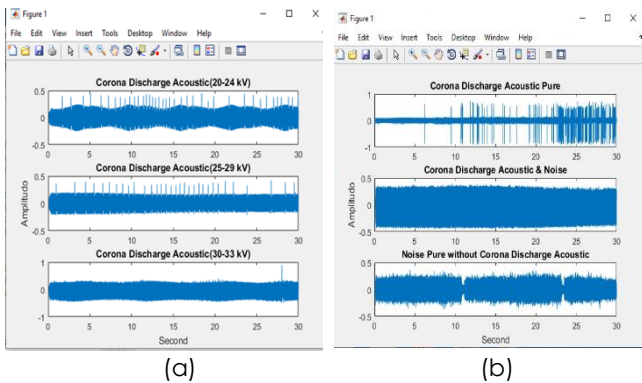 Figure 1
File Edit View Insert Tools Desktop Window Help
Corona Discharge Acoustic(20-24 kV)
0.5
0
-0.5
0 5 10 15 20 25 30
Corona Discharge Acoustic(25-29 kV)
Amplitudo
0.5
0
-0.5
0 5 10 15 20 25 30
Corona Discharge Acoustic(30-33 kV)
1
0
-1
0 5 10 15 20 25 30
Second
(a)
Figure 1
File Edit View Insert Tools Desktop Window Help
Corona Discharge Acoustic Pure
1
0
-1
0 5 10 15 20 25 30
Corona Discharge Acoustic & Noise
Amplitudo
0.5
0
-0.5
0 5 10 15 20 25 30
Noise Pure without Corona Discharge Acoustic
0.5
0
-0.5
0 5 10 15 20 25 30
Second
(b)